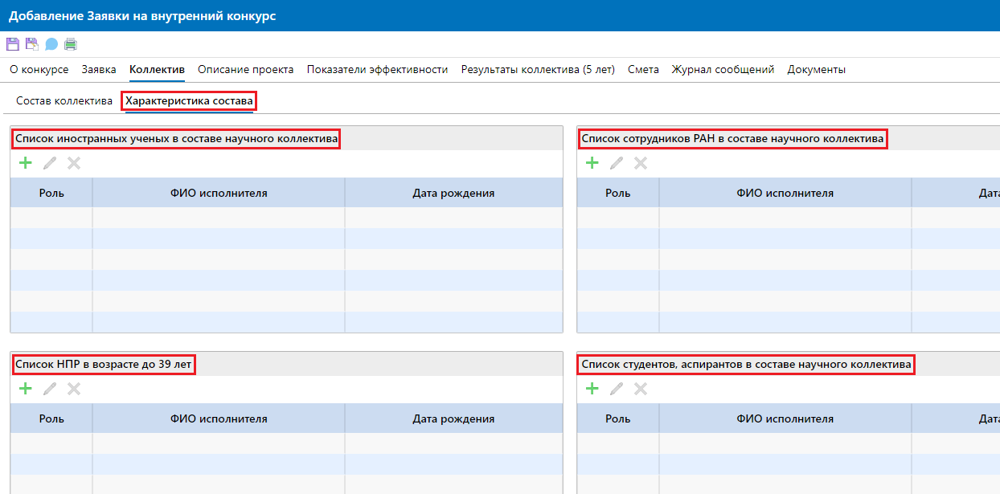 Добавление Заявки на внутренний конкурс
О конкурсе Заявка Коллектив Описание проекта Показатели эффективности Результаты коллектива (5 лет) Смета Журнал сообщений Документы
Состав коллектива Характеристика состава
Список иностранных ученых в составе научного коллектива
Роль ФИО исполнителя Дата рождения
Список сотрудников РАН в составе научного коллектива
Роль ФИО исполнителя Дата
Список НПР в возрасте до 39 лет
Роль ФИО исполнителя Дата рождения
Список студентов, аспирантов в составе научного коллектива
Роль ФИО исполнителя Дата